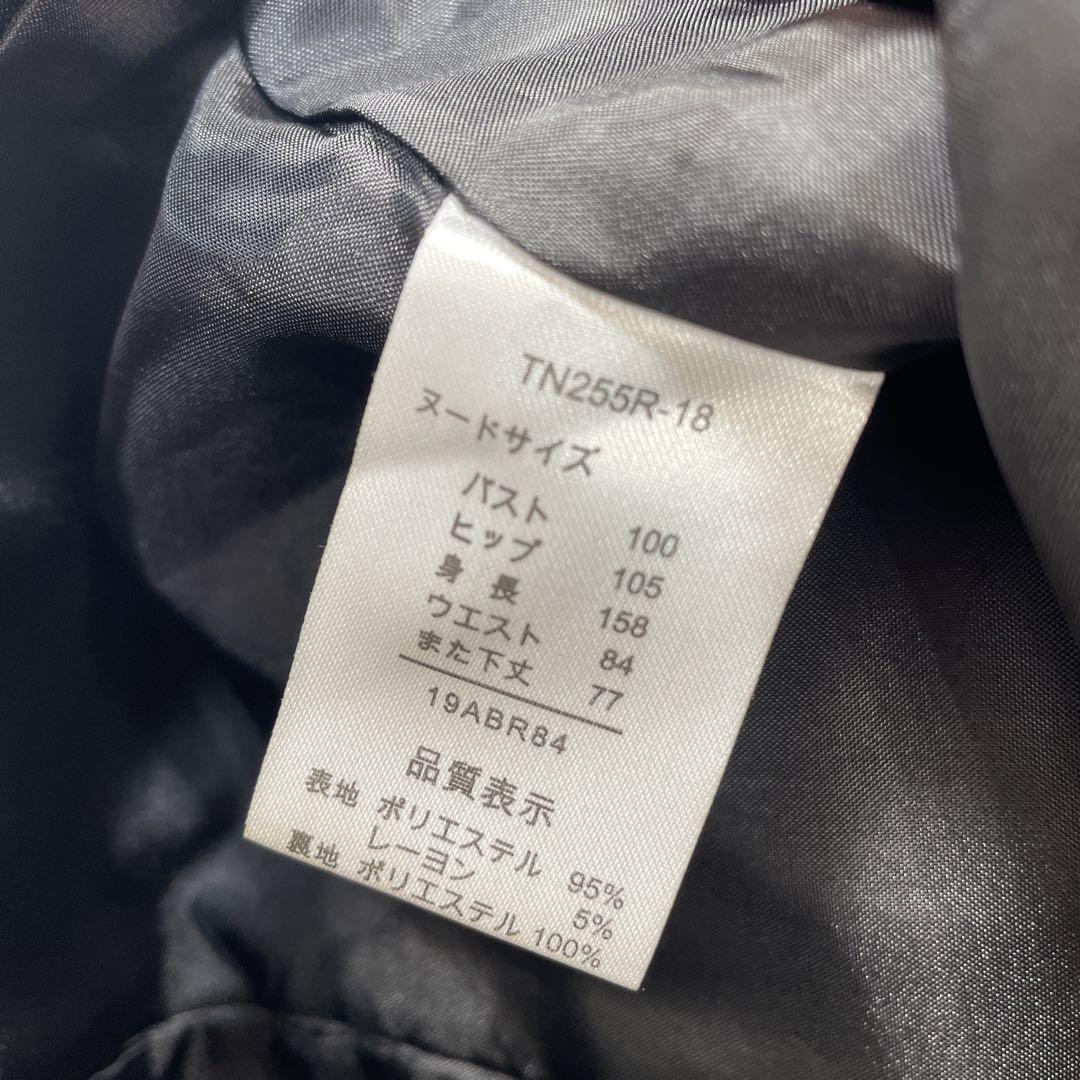 TN255R-18
ヌードサイズ
バスト 100
ヒップ 105
身長 158
ウエスト 84
また下丈 77
19ABR84
品質表示
表地 ポリエステル 95%
レーヨン 5%
裏地 ポリエステル 100%